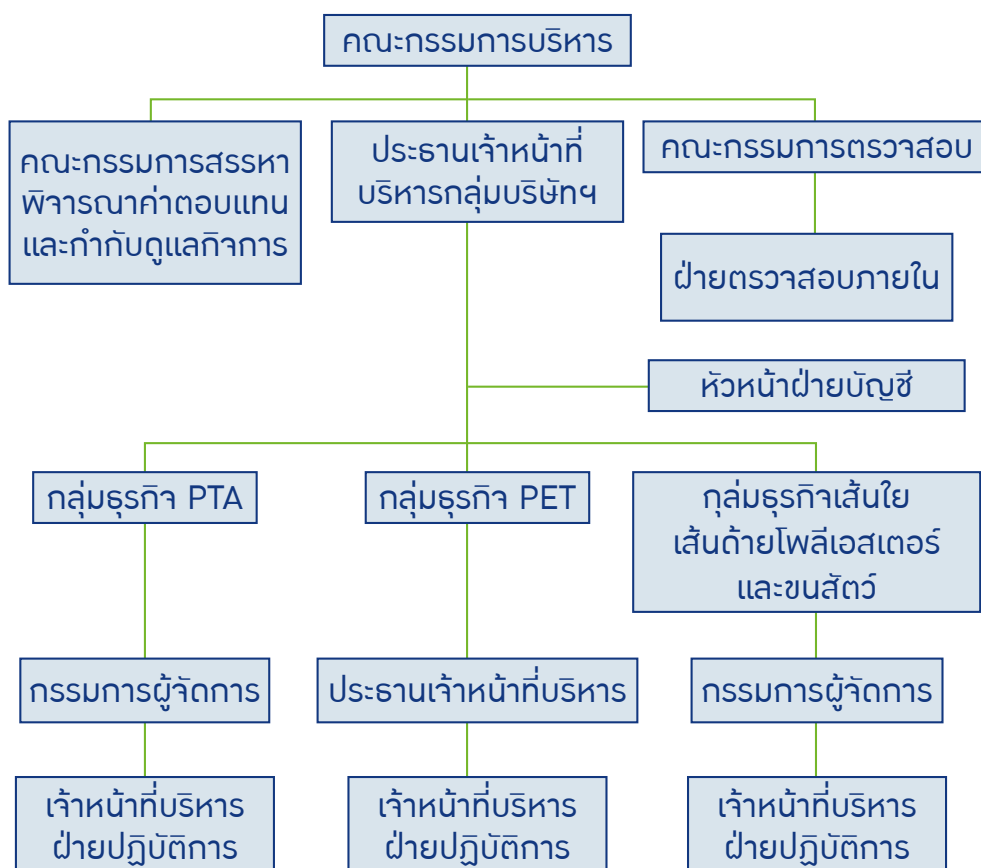 คณะกรรมการบริหาร
คณะกรรมการสรรหา
พิจารณาค่าตอบแทน
และกำกับดูแลกิจการ
ประธานเจ้าหน้าที่
บริหารกลุ่มบริษัทฯ
คณะกรรมการตรวจสอบ
ฝ่ายตรวจสอบภายใน
หัวหน้าฝ่ายบัญชี
กลุ่มธุรกิจ PTA
กลุ่มธุรกิจ PET
กุล่มธุรกิจเส้นใย
เส้นด้ายโพลีเอสเตอร์
และขนสัตว์
กรรมการผู้จัดการ
ประธานเจ้าหน้าที่บริหาร
กรรมการผู้จัดการ
เจ้าหน้าที่บริหาร
ฝ่ายปฏิบัติการ
เจ้าหน้าที่บริหาร
ฝ่ายปฏิบัติการ
เจ้าหน้าที่บริหาร
ฝ่ายปฏิบัติการ